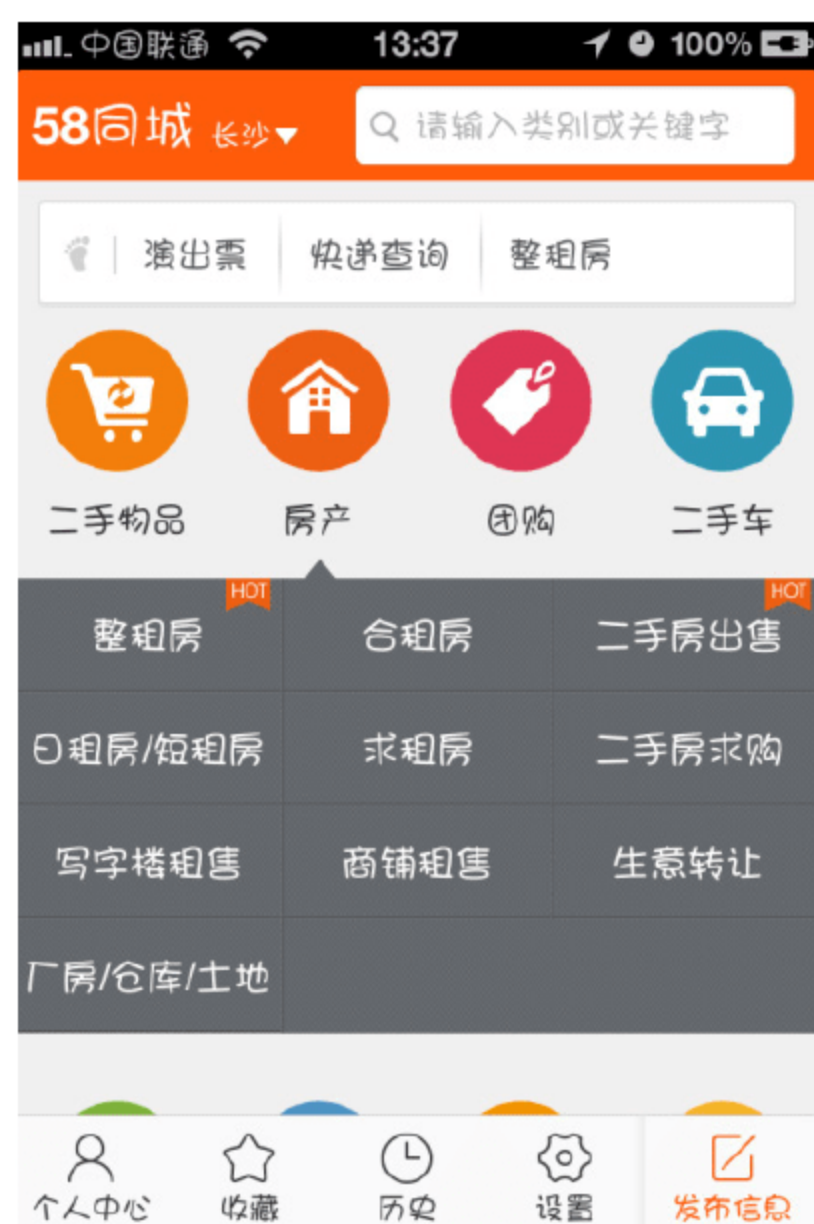 中国联通 13:37 100%
58同城 长沙 请输入类别或关键字
演出票 快递查询 整租房
二手物品 房产 团购 二手车
HOT HOT
整租房 合租房 二手房出售
日租房/短租房 求租房 二手房求购
写字楼租售 商铺租售 生意转让
厂房/仓库/土地
个人中心 收藏 历史 设置 发布信息